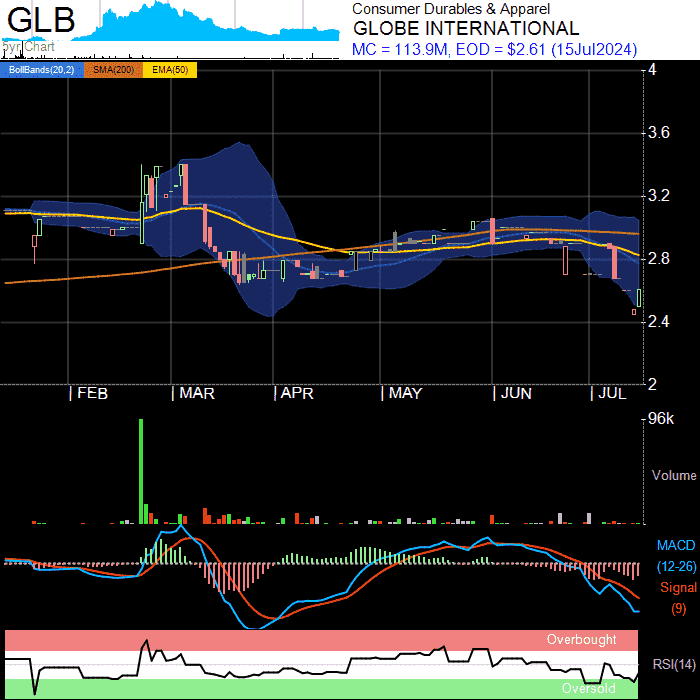 GLB
5yr Chart
Consumer Durables & Apparel
GLOBE INTERNATIONAL
MC = 113.9M, EOD = $2.61 (15Jul2024)
BollBands(20,2) SMA(200) EMA(50)
4
3.6
3.2
2.8
2.4
2
| FEB | MAR | APR | MAY | JUN | JUL
96k
Volume
MACD
(12-26)
Signal
(9)
Overbought
RSI(14)
Oversold